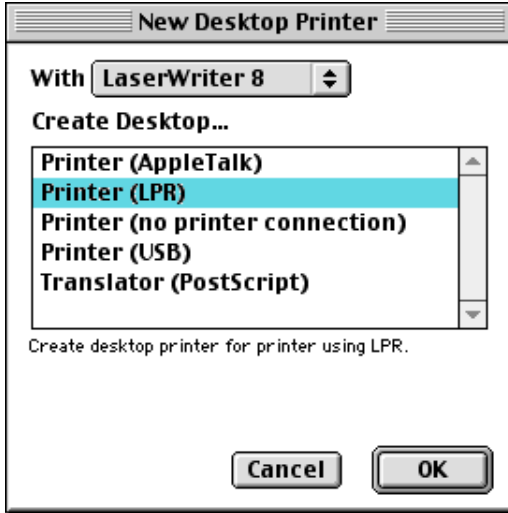 New Desktop Printer
With LaserWriter 8
Create Desktop...
Printer (AppleTalk)
Printer (LPR)
Printer (no printer connection)
Printer (USB)
Translator (PostScript)
Create desktop printer for printer using LPR.
Cancel OK